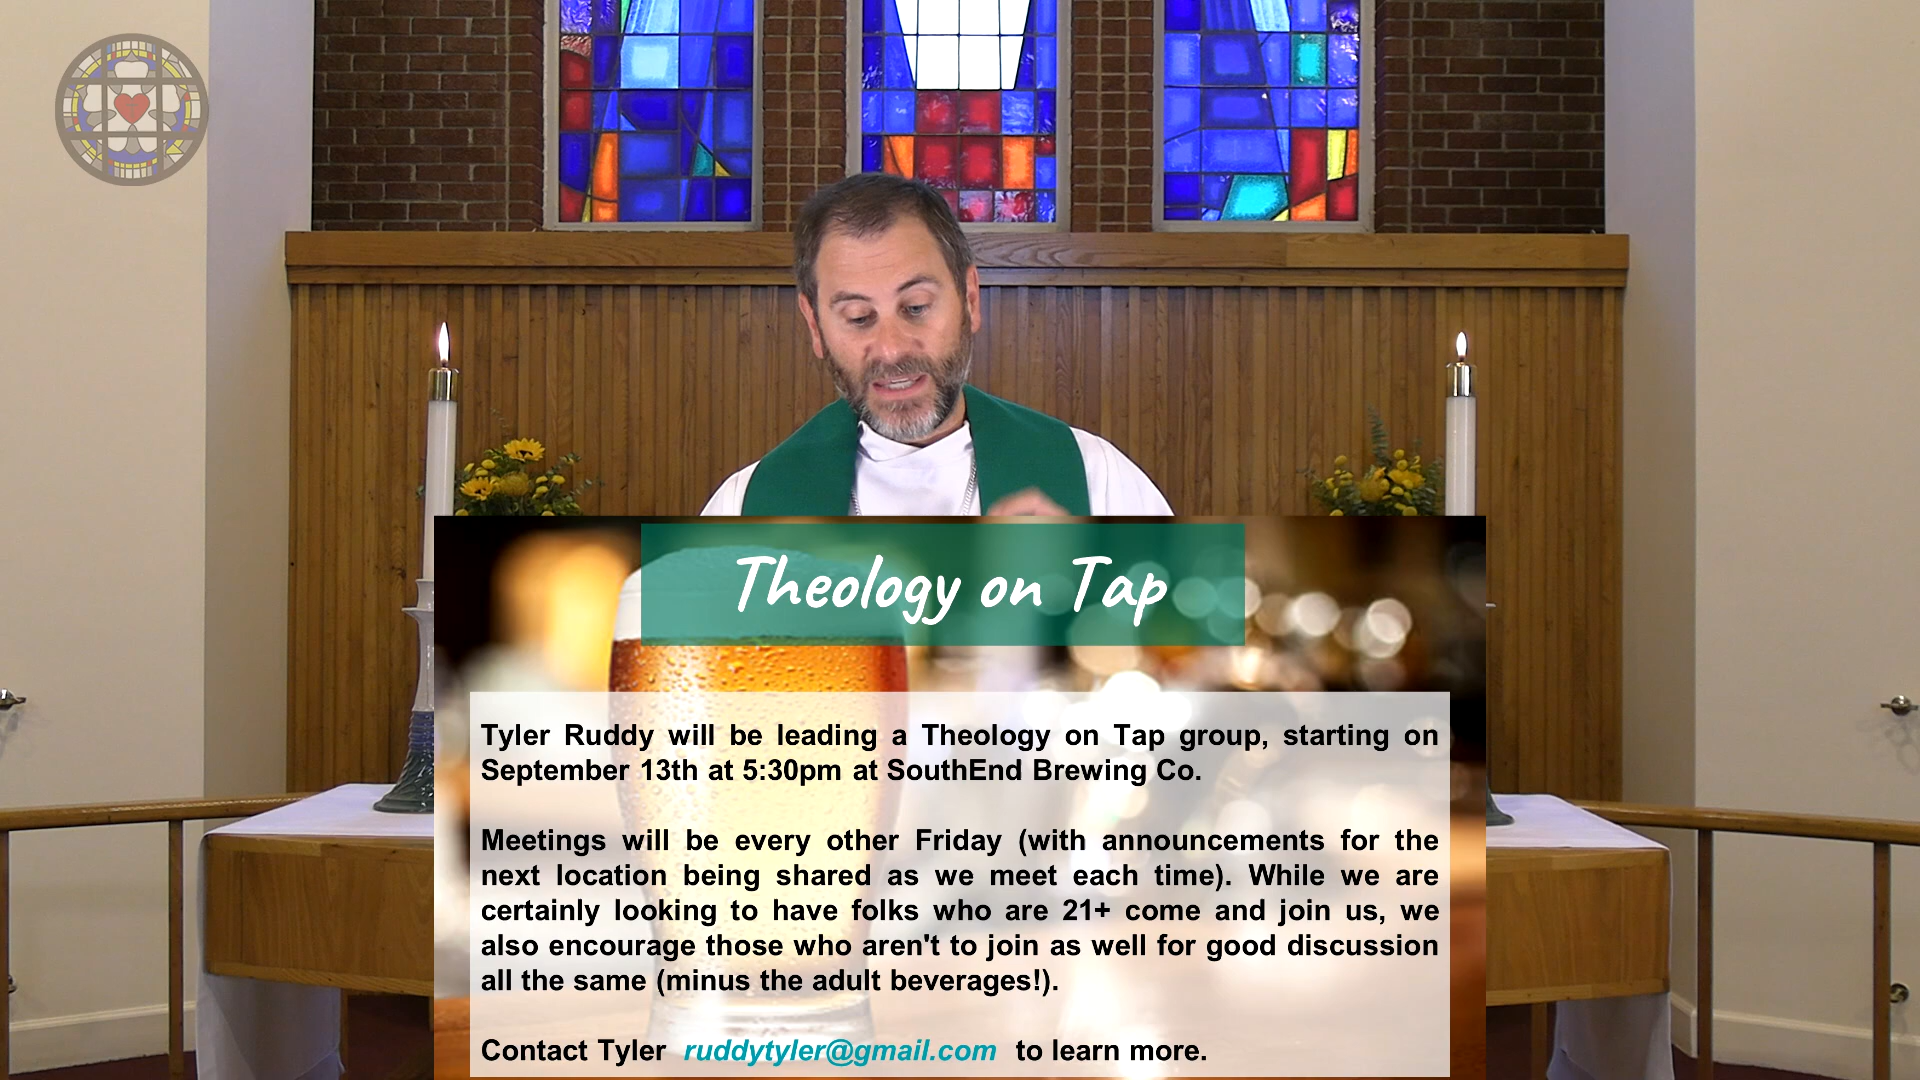 Theology on Tap
Tyler Ruddy will be leading a Theology on Tap group, starting on
September 13th at 5:30pm at SouthEnd Brewing Co.
Meetings will be every other Friday (with announcements for the
next location being shared as we meet each time). While we are
certainly looking to have folks who are 21+ come and join us, we
also encourage those who aren't to join as well for good discussion
all the same (minus the adult beverages!).
Contact Tyler ruddytyler@gmail.com to learn more.